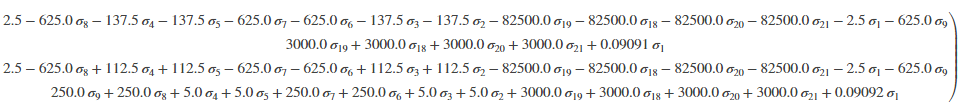 2.5 − 625.0 σ₈ − 137.5 σ₄ − 137.5 σ₅ − 625.0 σ₇ − 625.0 σ₆ − 137.5 σ₃ − 137.5 σ₂ − 82500.0 σ₁₉ − 82500.0 σ₁₈ − 82500.0 σ₂₀ − 82500.0 σ₂₁ − 2.5 σ₁ − 625.0 σ₉
3000.0 σ₁₉ + 3000.0 σ₁₈ + 3000.0 σ₂₀ + 3000.0 σ₂₁ + 0.09091 σ₁
2.5 − 625.0 σ₈ + 112.5 σ₄ + 112.5 σ₅ − 625.0 σ₇ − 625.0 σ₆ + 112.5 σ₃ + 112.5 σ₂ − 82500.0 σ₁₉ − 82500.0 σ₁₈ − 82500.0 σ₂₀ − 82500.0 σ₂₁ − 2.5 σ₁ − 625.0 σ₉
250.0 σ₉ + 250.0 σ₈ + 5.0 σ₄ + 5.0 σ₅ + 250.0 σ₇ + 250.0 σ₆ + 5.0 σ₃ + 5.0 σ₂ + 3000.0 σ₁₉ + 3000.0 σ₁₈ + 3000.0 σ₂₀ + 3000.0 σ₂₁ + 0.09092 σ₁